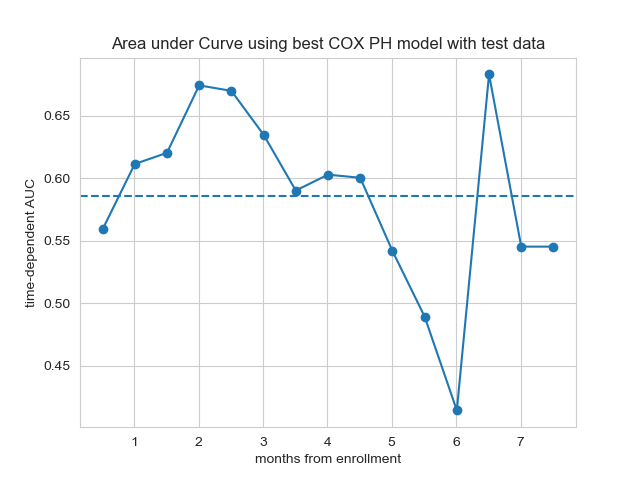 Area under Curve using best COX PH model with test data
time-dependent AUC
0.65
0.60
0.55
0.50
0.45
1 2 3 4 5 6 7
months from enrollment